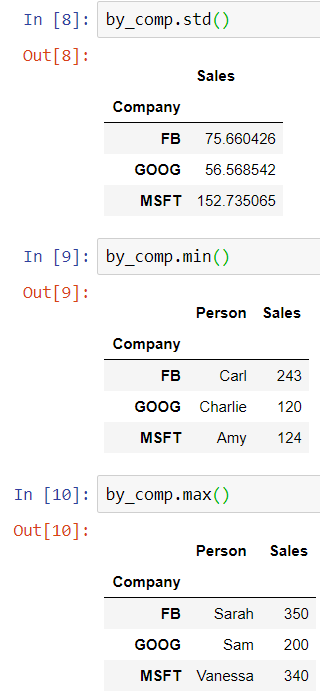 In [8]: by_comp.std()
Out[8]:
Sales
Company
FB 75.660426
GOOG 56.568542
MSFT 152.735065
In [9]: by_comp.min()
Out[9]:
Person Sales
Company
FB Carl 243
GOOG Charlie 120
MSFT Amy 124
In [10]: by_comp.max()
Out[10]:
Person Sales
Company
FB Sarah 350
GOOG Sam 200
MSFT Vanessa 340